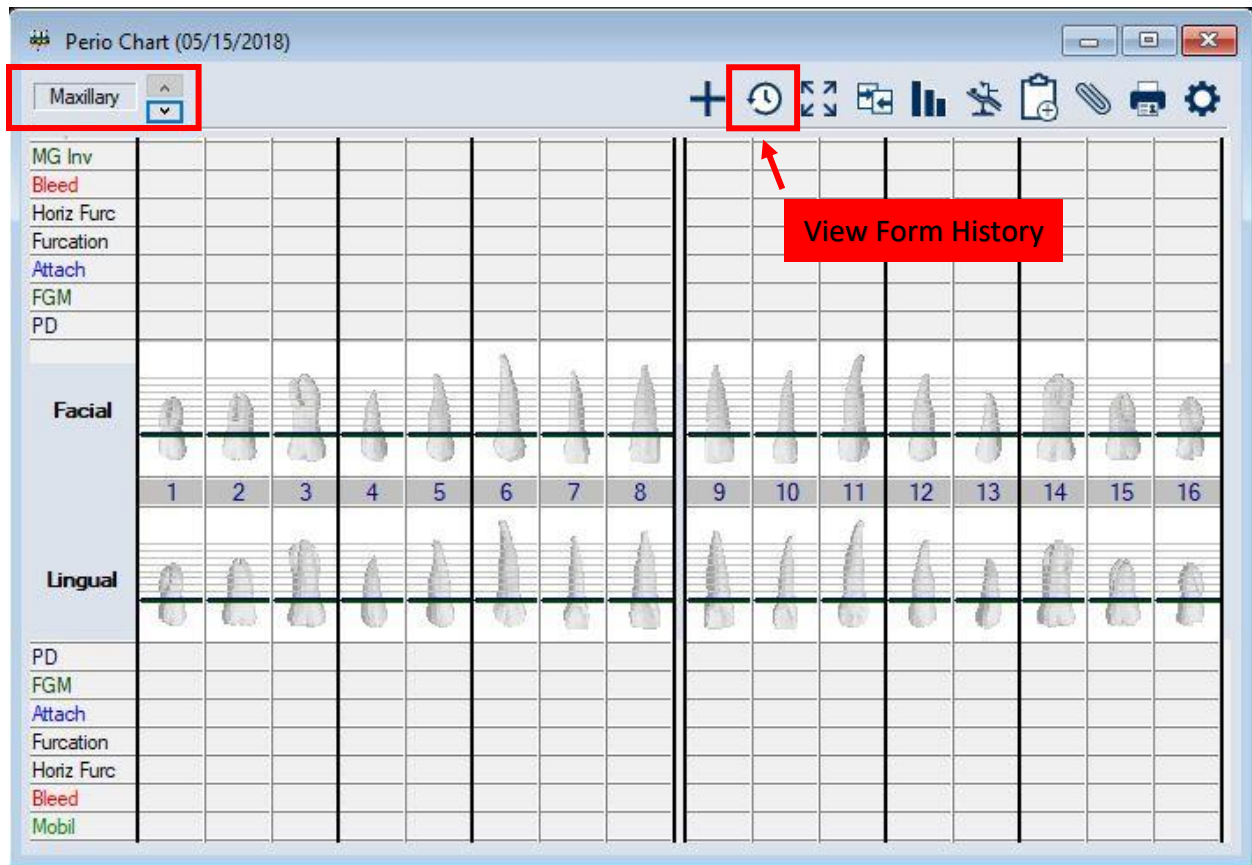 Perio Chart (05/15/2018)
Maxillary
View Form History
MG Inv
Bleed
Horiz Furc
Furcation
Attach
FGM
PD
Facial
1 2 3 4 5 6 7 8 9 10 11 12 13 14 15 16
Lingual
PD
FGM
Attach
Furcation
Horiz Furc
Bleed
Mobil